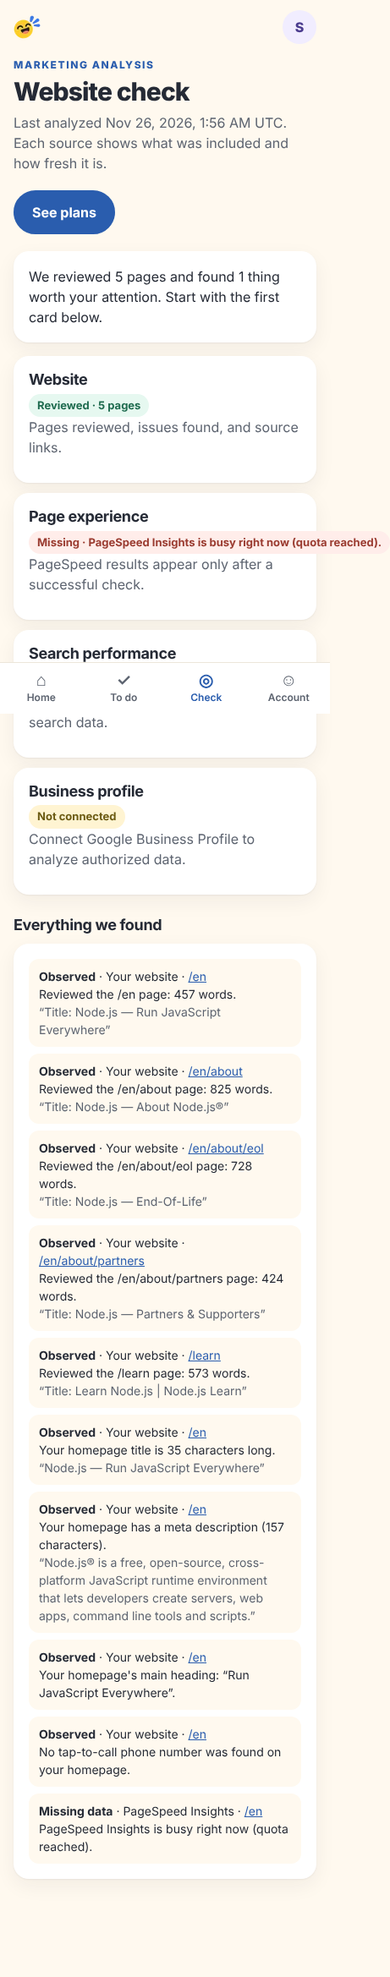 S
MARKETING ANALYSIS
Website check
Last analyzed Nov 26, 2026, 1:56 AM UTC.
Each source shows what was included and
how fresh it is.
See plans
We reviewed 5 pages and found 1 thing
worth your attention. Start with the first
card below.
Website
Reviewed · 5 pages
Pages reviewed, issues found, and source
links.
Page experience
Missing · PageSpeed Insights is busy right now (quota reached).
PageSpeed results appear only after a
successful check.
Search performance
Home
To do
Check
Account
search data.
Business profile
Not connected
Connect Google Business Profile to
analyze authorized data.
Everything we found
Observed · Your website · /en
Reviewed the /en page: 457 words.
“Title: Node.js — Run JavaScript
Everywhere”
Observed · Your website · /en/about
Reviewed the /en/about page: 825 words.
“Title: Node.js — About Node.js®”
Observed · Your website · /en/about/eol
Reviewed the /en/about/eol page: 728
words.
“Title: Node.js — End-Of-Life”
Observed · Your website ·
/en/about/partners
Reviewed the /en/about/partners page: 424
words.
“Title: Node.js — Partners & Supporters”
Observed · Your website · /learn
Reviewed the /learn page: 573 words.
“Title: Learn Node.js | Node.js Learn”
Observed · Your website · /en
Your homepage title is 35 characters long.
“Node.js — Run JavaScript Everywhere”
Observed · Your website · /en
Your homepage has a meta description (157
characters).
“Node.js® is a free, open-source, cross-
platform JavaScript runtime environment
that lets developers create servers, web
apps, command line tools and scripts.”
Observed · Your website · /en
Your homepage's main heading: “Run
JavaScript Everywhere”.
Observed · Your website · /en
No tap-to-call phone number was found on
your homepage.
Missing data · PageSpeed Insights · /en
PageSpeed Insights is busy right now (quota
reached).